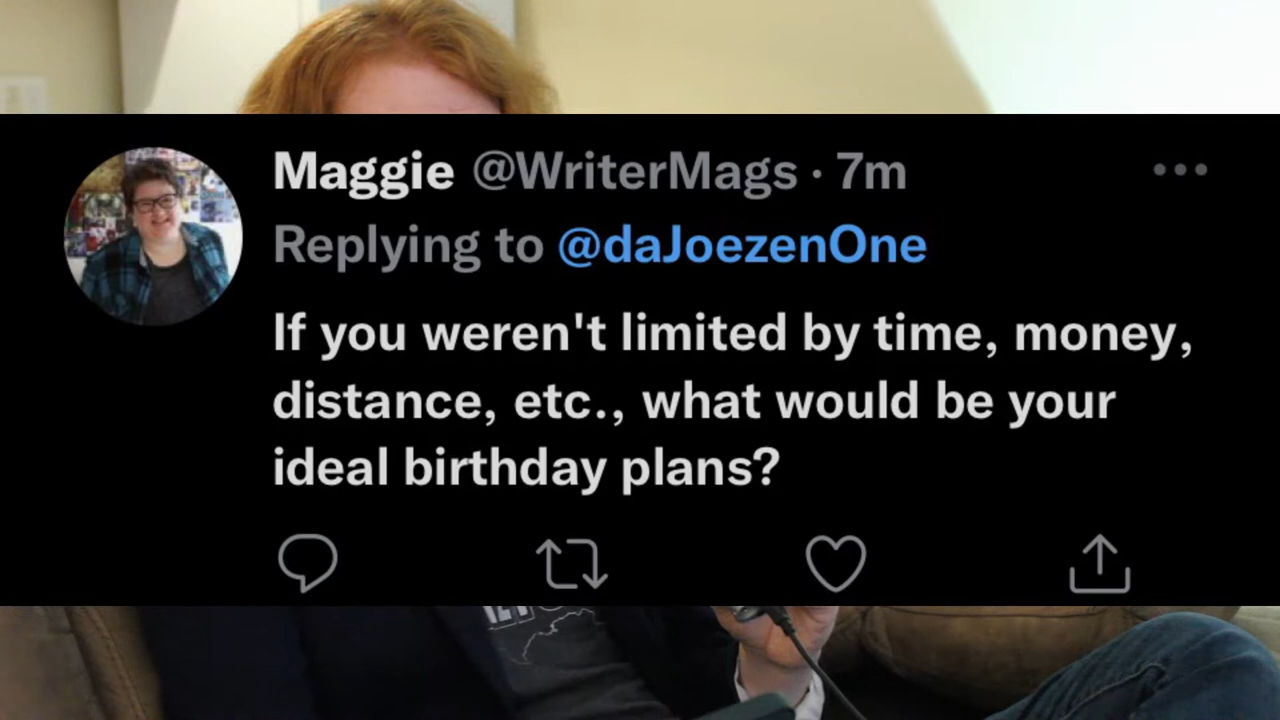 Maggie @WriterMags · 7m
Replying to @daJoezenOne
If you weren't limited by time, money,
distance, etc., what would be your
ideal birthday plans?